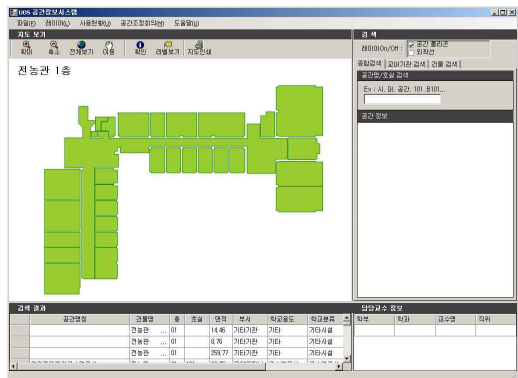 UOS 공간정보시스템
파일(F) 레이어(L) 사용현황(U) 공간조정회의(M) 도움말(U)
지도 보기
확대 축소 전체보기 이동 확인 라벨보기 지도인쇄
전농관 1층
검 색
레이어On/Off : 공간 폴리곤
외곽선
통합검색 교내기관 검색 건물 검색
공간명/호실 검색
Ex : 시, 머, 공간, 101 ,B101...
공간 정보
검색 결과
공간명칭 건물명 층 호실 면적 부서 학교용도 학교분류
전농관 ... 01 14,46 기타기관 기타 기타시설
전농관 ... 01 8,76 기타기관 기타 기타시설
전농관 ... 01 259,77 기타기관 기타 기타시설
담당교수 정보
학부 학과 교수명 직위